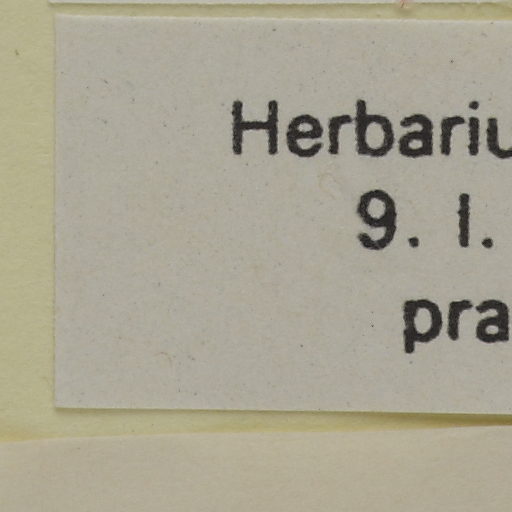 Herbariu
9. I.
pra